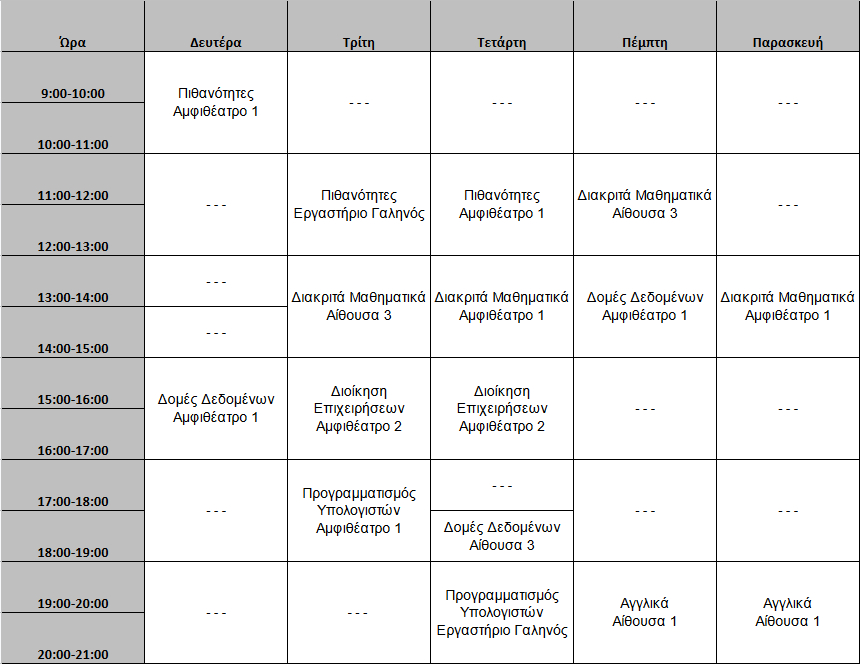 Ώρα Δευτέρα Τρίτη Τετάρτη Πέμπτη Παρασκευή
9:00-10:00
Πιθανότητες
Αμφιθέατρο 1
- - -
- - -
- - -
- - -
10:00-11:00
11:00-12:00
- - -
Πιθανότητες
Εργαστήριο Γαληνός
Πιθανότητες
Αμφιθέατρο 1
Διακριτά Μαθηματικά
Αίθουσα 3
- - -
12:00-13:00
13:00-14:00
- - -
Διακριτά Μαθηματικά
Αίθουσα 3
Διακριτά Μαθηματικά
Αμφιθέατρο 1
Δομές Δεδομένων
Αμφιθέατρο 1
Διακριτά Μαθηματικά
Αμφιθέατρο 1
14:00-15:00
- - -
15:00-16:00
Δομές Δεδομένων
Αμφιθέατρο 1
Διοίκηση
Επιχειρήσεων
Αμφιθέατρο 2
Διοίκηση
Επιχειρήσεων
Αμφιθέατρο 2
- - -
- - -
16:00-17:00
17:00-18:00
- - -
Προγραμματισμός
Υπολογιστών
Αμφιθέατρο 1
- - -
- - -
- - -
18:00-19:00
Δομές Δεδομένων
Αίθουσα 3
19:00-20:00
- - -
- - -
Προγραμματισμός
Υπολογιστών
Εργαστήριο Γαληνός
Αγγλικά
Αίθουσα 1
Αγγλικά
Αίθουσα 1
20:00-21:00